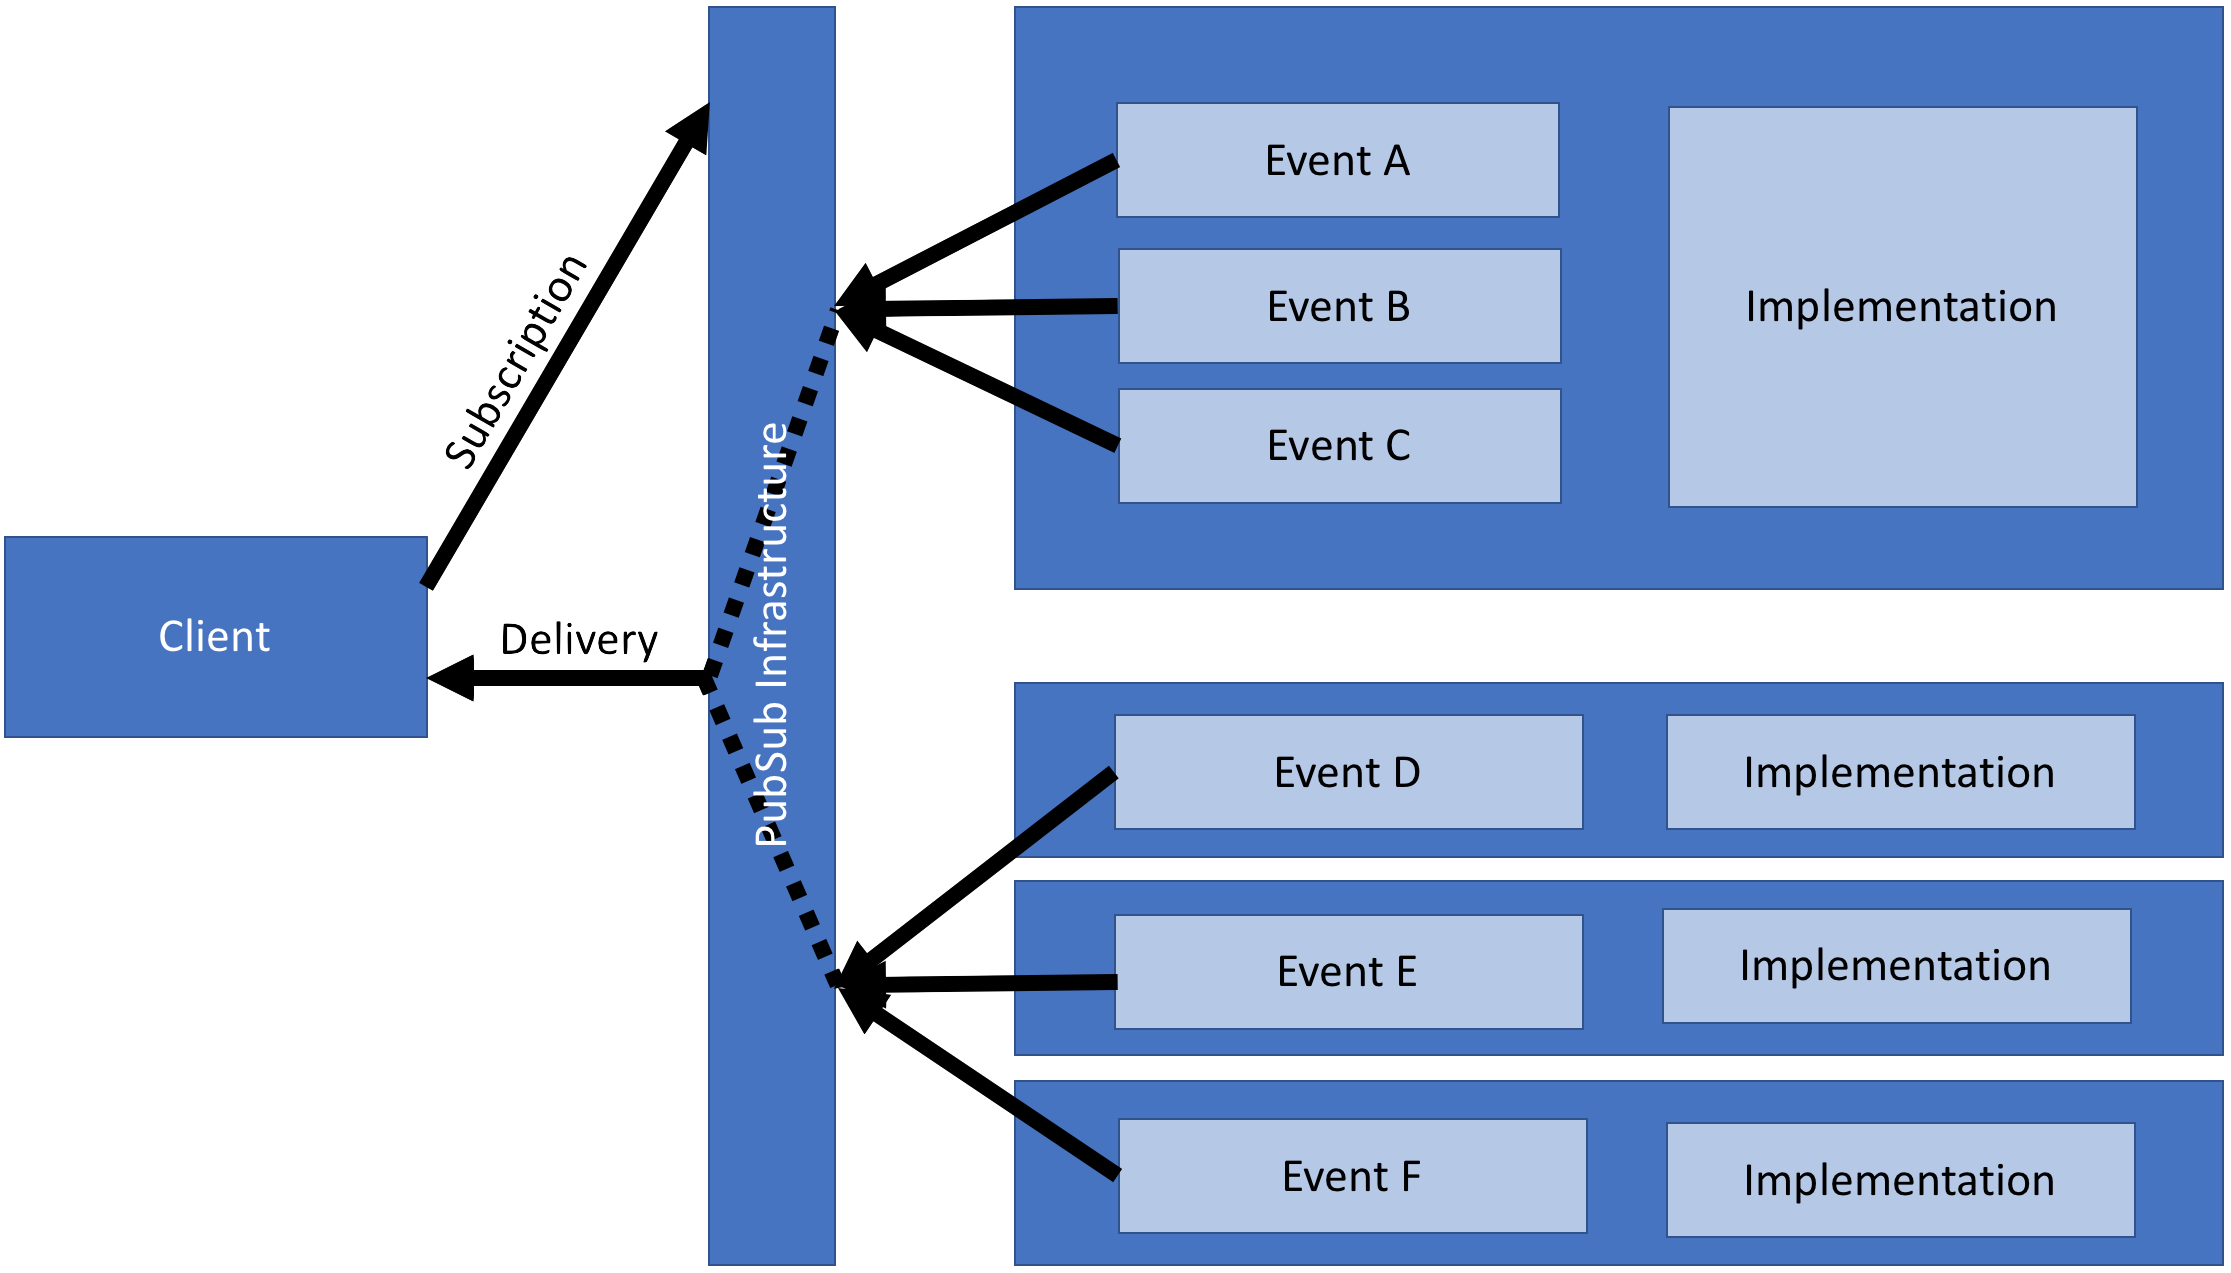 Subscription
Client
Delivery
PubSub Infrastructure
Event A
Event B
Event C
Implementation
Event D
Implementation
Event E
Implementation
Event F
Implementation